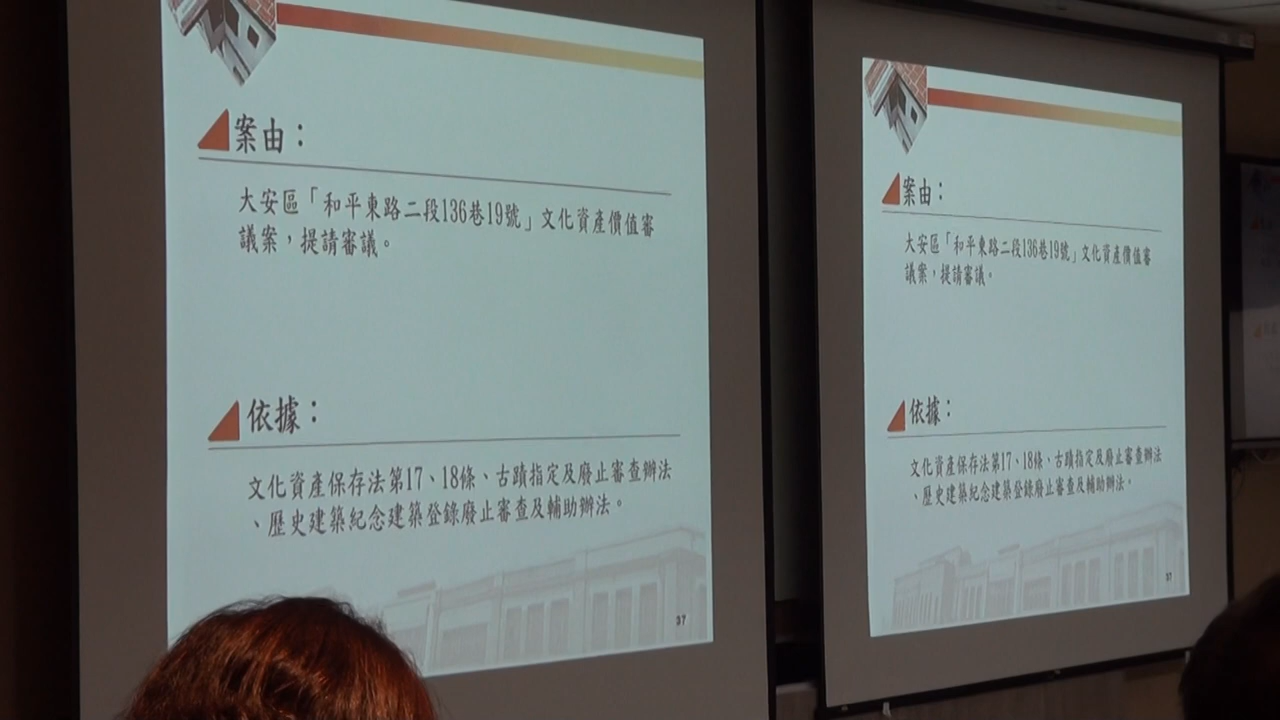 案由：
大安區「和平東路二段136巷19號」文化資產價值審
議案，提請審議。
依據：
文化資產保存法第17、18條、古蹟指定及廢止審查辦法
、歷史建築紀念建築登錄廢止審查及輔助辦法。
37
案由：
大安區「和平東路二段136巷19號」文化資產價值審
議案，提請審議。
依據：
文化資產保存法第17、18條、古蹟指定及廢止審查辦法
、歷史建築紀念建築登錄廢止審查及輔助辦法。
37